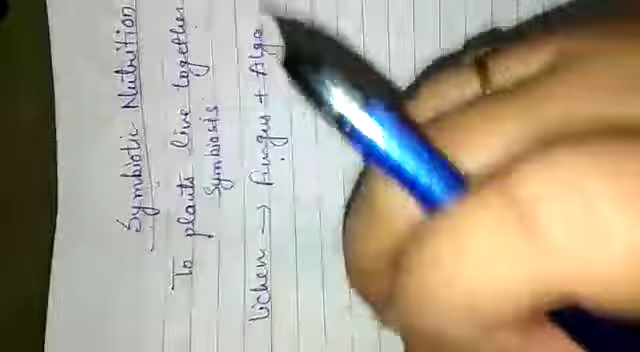 Symbiotic Nutrition
To plants live together
Symbiosis
Lichen → Fungus + Alga